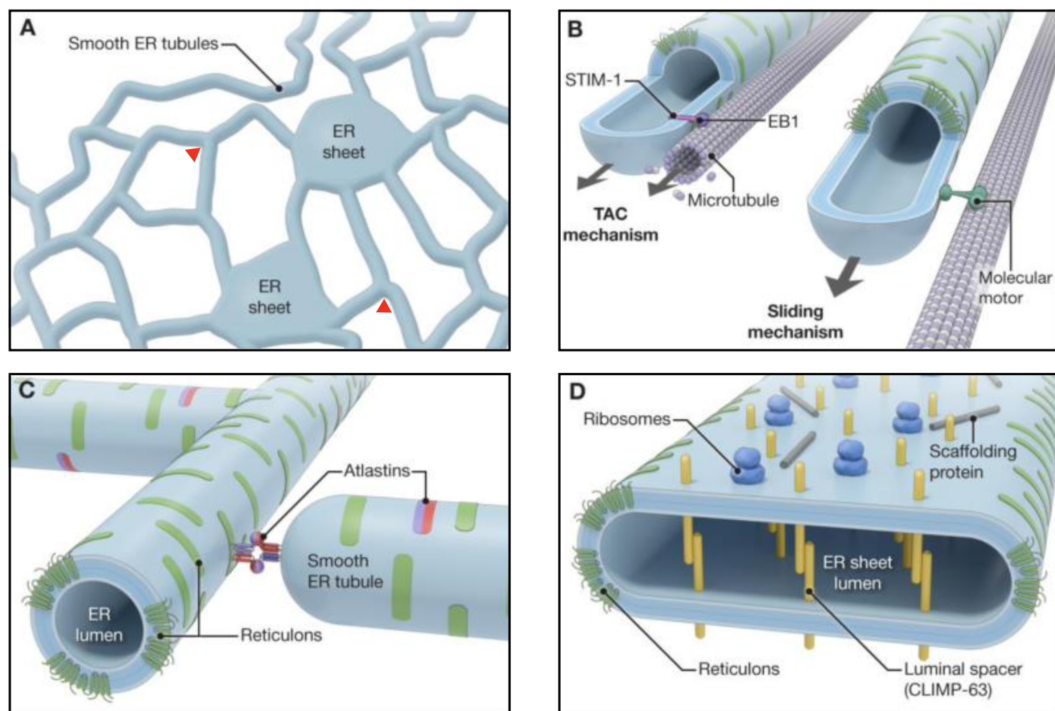 A
Smooth ER tubules
ER
sheet
ER
sheet
B
STIM-1
EB1
Microtubule
TAC
mechanism
Molecular
motor
Sliding
mechanism
C
Atlastins
Smooth
ER tubule
ER
lumen
Reticulons
D
Ribosomes
Scaffolding
protein
ER sheet
lumen
Reticulons
Luminal spacer
(CLIMP-63)